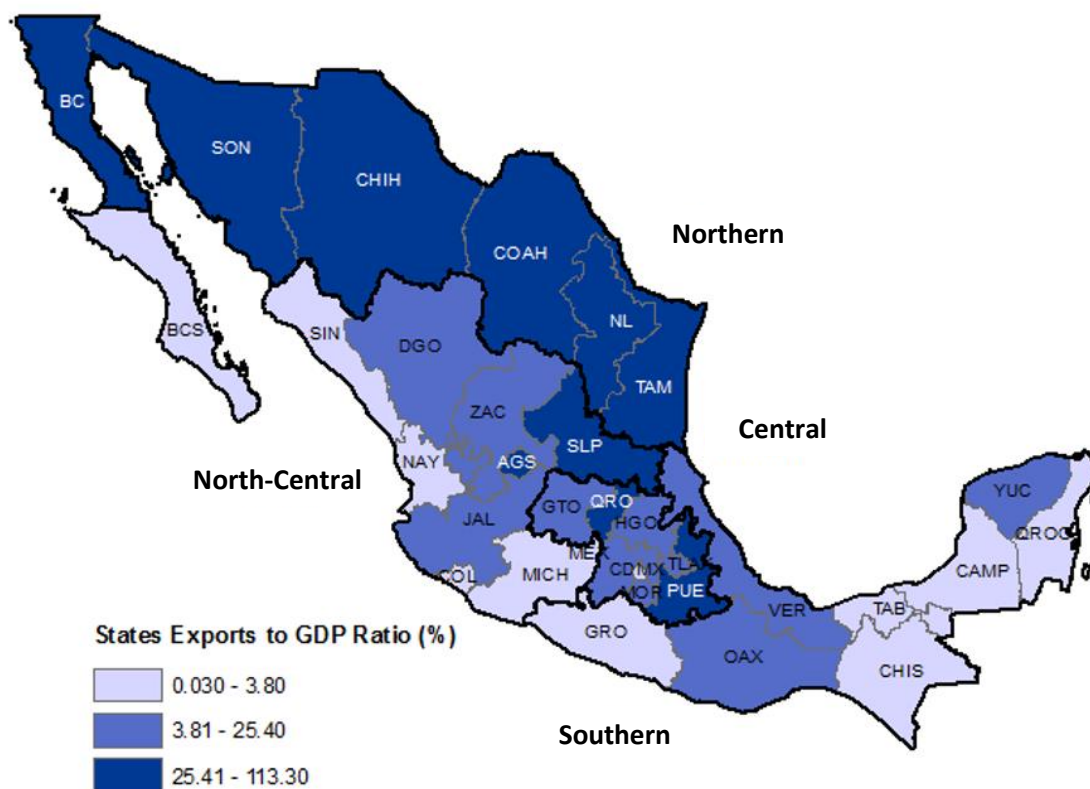 BC
SON
CHIH
COAH
Northern
NL
BCS
SIN
DGO
TAM
ZAC
Central
SLP
NAY
AGS
North-Central
YUC
GTO
QRO
JAL
HGO
QROO
MEX
CDMX
TLA
CAMP
COL
MICH
MOR
PUE
VER
TAB
GRO
OAX
CHIS
States Exports to GDP Ratio (%)
0.030 - 3.80
3.81 - 25.40
25.41 - 113.30
Southern